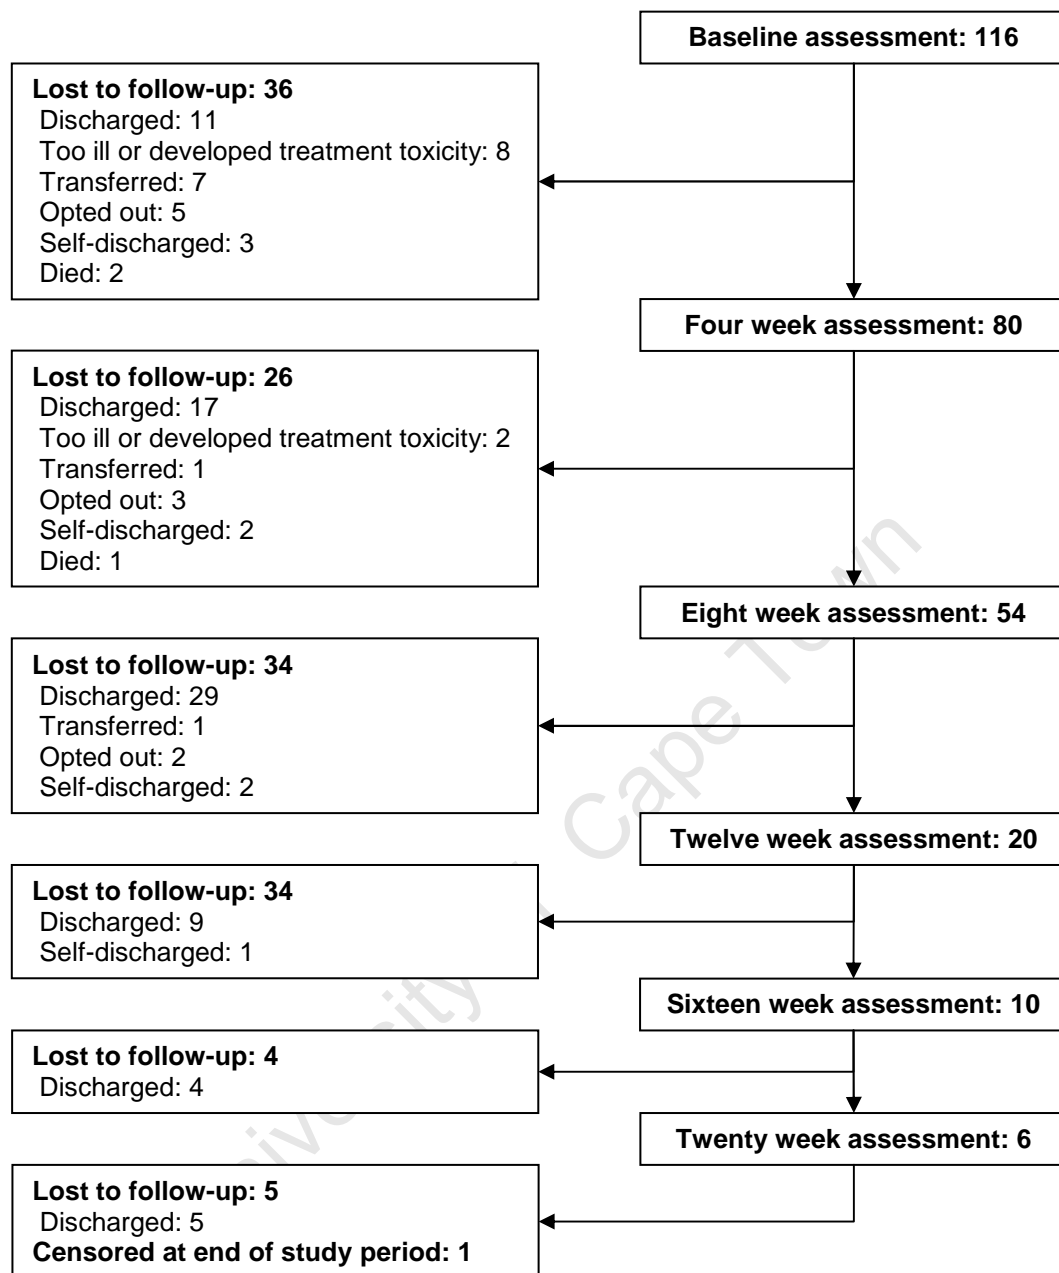 Baseline assessment: 116
Lost to follow-up: 36
Discharged: 11
Too ill or developed treatment toxicity: 8
Transferred: 7
Opted out: 5
Self-discharged: 3
Died: 2
Four week assessment: 80
Lost to follow-up: 26
Discharged: 17
Too ill or developed treatment toxicity: 2
Transferred: 1
Opted out: 3
Self-discharged: 2
Died: 1
Eight week assessment: 54
Lost to follow-up: 34
Discharged: 29
Transferred: 1
Opted out: 2
Self-discharged: 2
Twelve week assessment: 20
Lost to follow-up: 34
Discharged: 9
Self-discharged: 1
Sixteen week assessment: 10
Lost to follow-up: 4
Discharged: 4
Twenty week assessment: 6
Lost to follow-up: 5
Discharged: 5
Censored at end of study period: 1
Cape Town